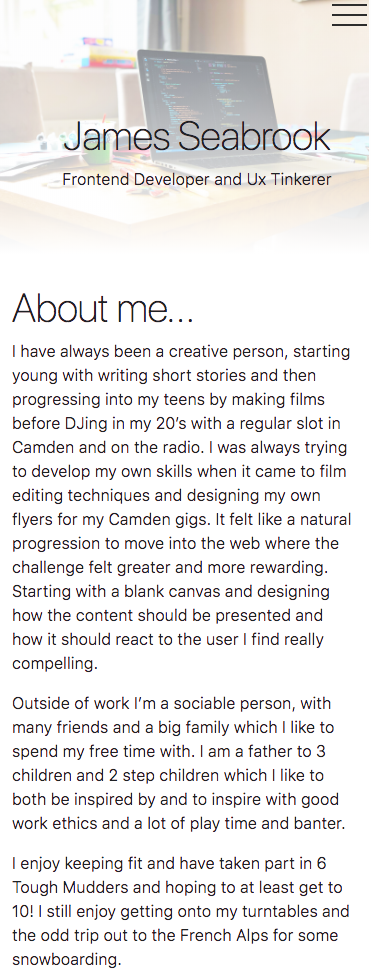 James Seabrook
Frontend Developer and Ux Tinkerer
About me...
I have always been a creative person, starting
young with writing short stories and then
progressing into my teens by making films
before DJing in my 20's with a regular slot in
Camden and on the radio. I was always trying
to develop my own skills when it came to film
editing techniques and designing my own
flyers for my Camden gigs. It felt like a natural
progression to move into the web where the
challenge felt greater and more rewarding.
Starting with a blank canvas and designing
how the content should be presented and
how it should react to the user I find really
compelling.
Outside of work I'm a sociable person, with
many friends and a big family which I like to
spend my free time with. I am a father to 3
children and 2 step children which I like to
both be inspired by and to inspire with good
work ethics and a lot of play time and banter.
I enjoy keeping fit and have taken part in 6
Tough Mudders and hoping to at least get to
10! I still enjoy getting onto my turntables and
the odd trip out to the French Alps for some
snowboarding.